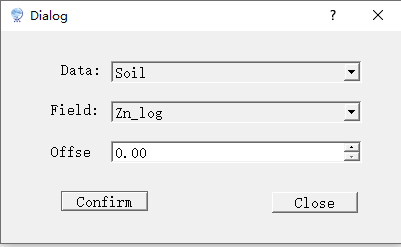 Dialog
Data: Soil
Field: Zn_log
Offse 0.00
Confirm Close